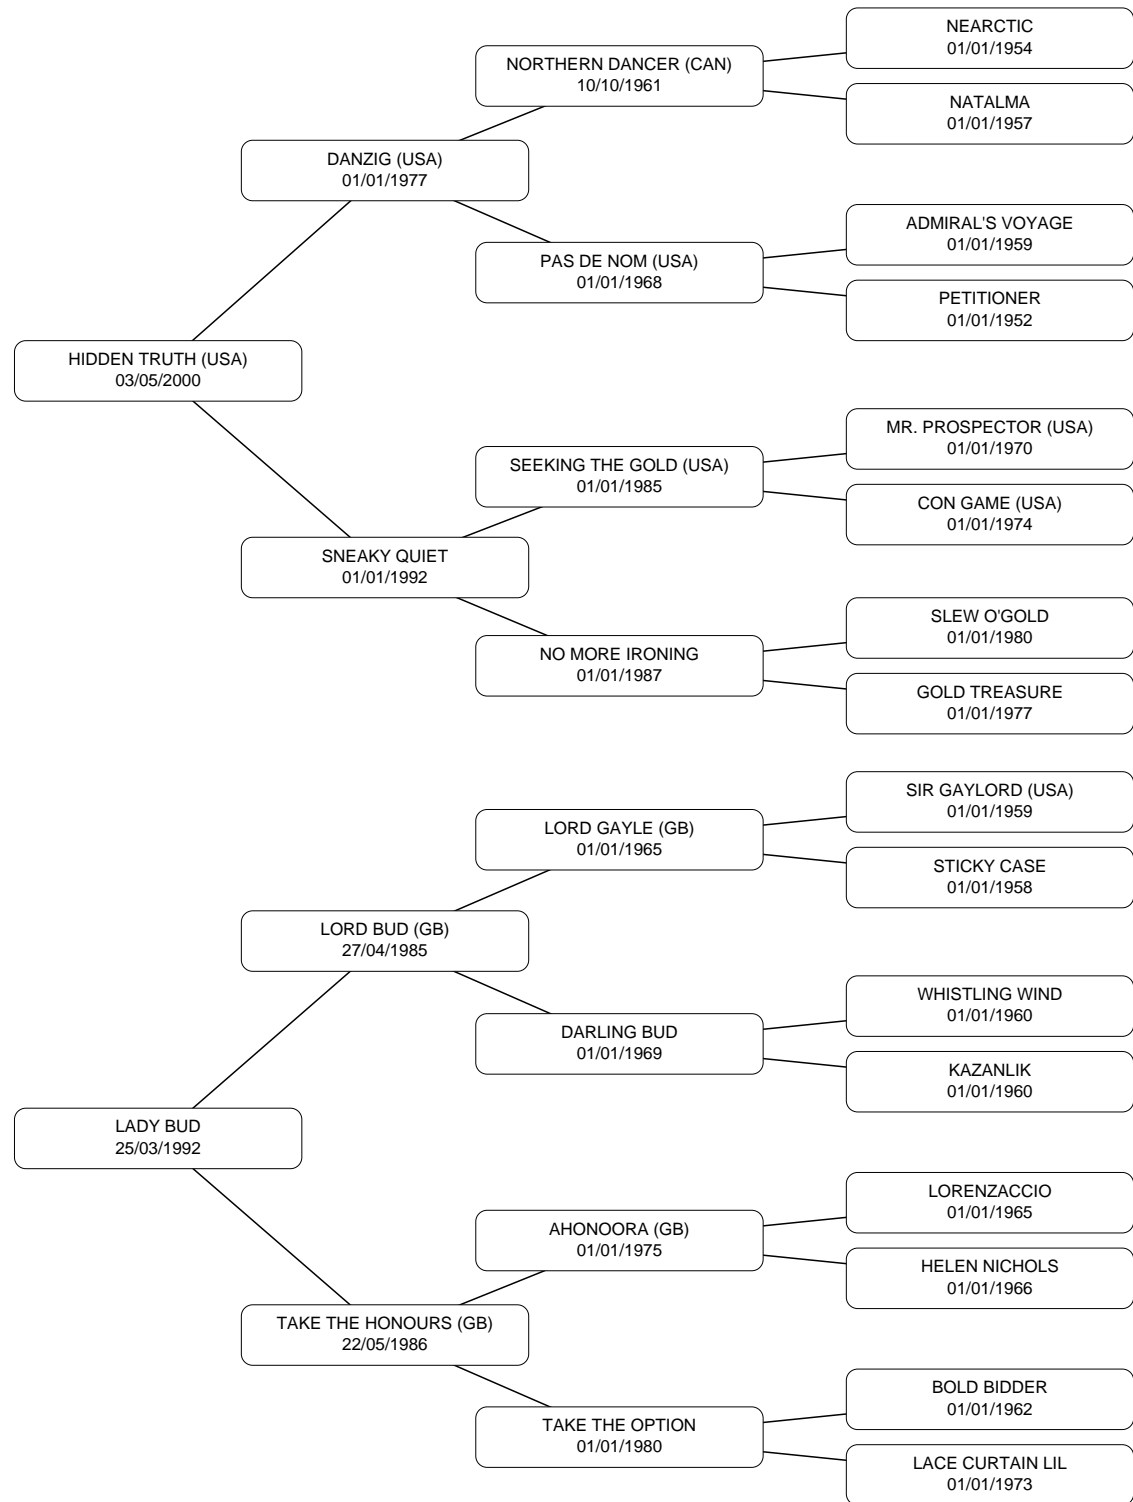 NEARCTIC
01/01/1954
NORTHERN DANCER (CAN)
10/10/1961
NATALMA
01/01/1957
DANZIG (USA)
01/01/1977
ADMIRAL'S VOYAGE
01/01/1959
PAS DE NOM (USA)
01/01/1968
PETITIONER
01/01/1952
HIDDEN TRUTH (USA)
03/05/2000
MR. PROSPECTOR (USA)
01/01/1970
SEEKING THE GOLD (USA)
01/01/1985
CON GAME (USA)
01/01/1974
SNEAKY QUIET
01/01/1992
SLEW O'GOLD
01/01/1980
NO MORE IRONING
01/01/1987
GOLD TREASURE
01/01/1977
SIR GAYLORD (USA)
01/01/1959
LORD GAYLE (GB)
01/01/1965
STICKY CASE
01/01/1958
LORD BUD (GB)
27/04/1985
WHISTLING WIND
01/01/1960
DARLING BUD
01/01/1969
KAZANLIK
01/01/1960
LADY BUD
25/03/1992
LORENZACCIO
01/01/1965
AHONOORA (GB)
01/01/1975
HELEN NICHOLS
01/01/1966
TAKE THE HONOURS (GB)
22/05/1986
BOLD BIDDER
01/01/1962
TAKE THE OPTION
01/01/1980
LACE CURTAIN LIL
01/01/1973